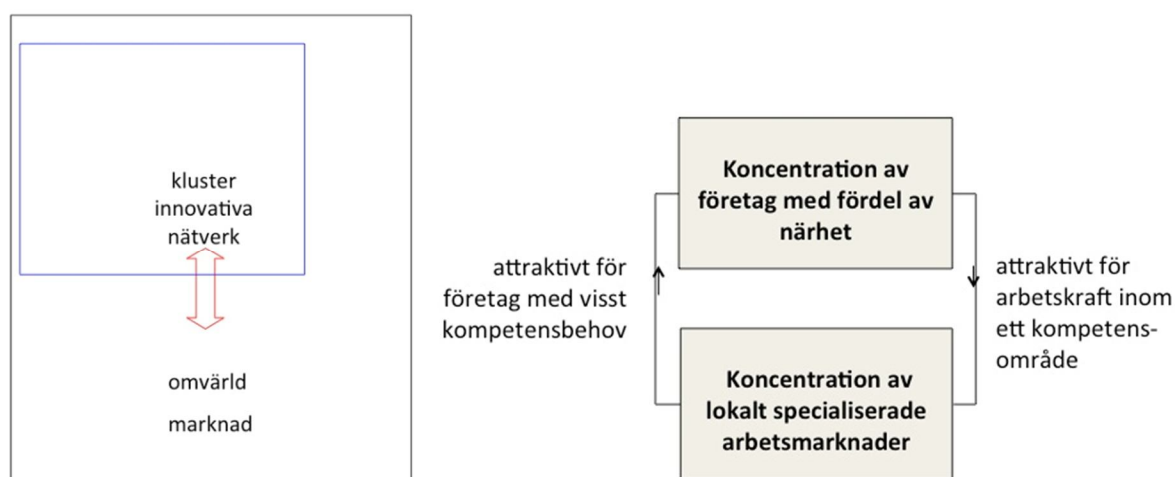 kluster
innovativa
nätverk
omvärld
marknad
Koncentration av
företag med fördel av
närhet
attraktivt för
företag med visst
kompetensbehov
attraktivt för
arbetskraft inom
ett kompetens-
område
Koncentration av
lokalt specialiserade
arbetsmarknader